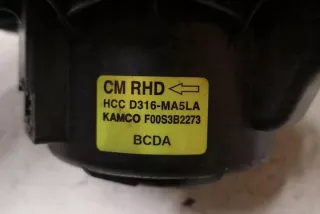 CM RHD ⇦
HCC D316-MA5LA
KAMCO F00S3B2273
BCDA